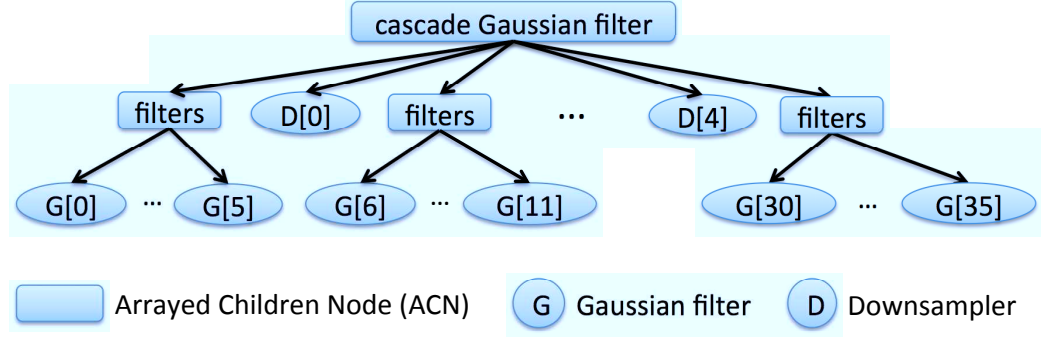 cascade Gaussian filter
filters D[0] filters ... D[4] filters
G[0] ... G[5] G[6] ... G[11] G[30] ... G[35]
Arrayed Children Node (ACN) G Gaussian filter D Downsampler